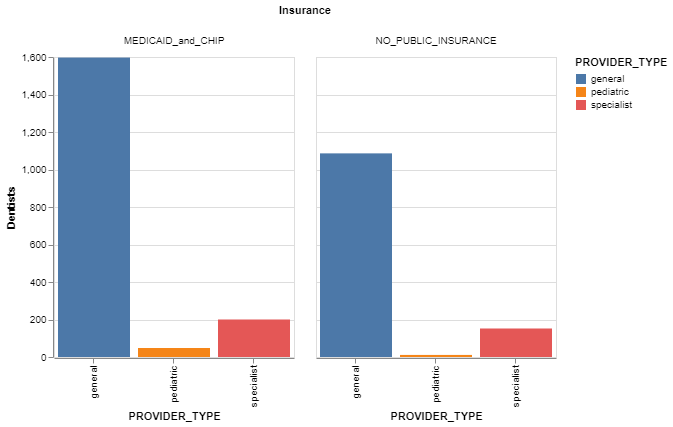 Insurance
MEDICAID_and_CHIP
NO_PUBLIC_INSURANCE
PROVIDER_TYPE
general
pediatric
specialist
Dentists
1,600
1,400
1,200
1,000
800
600
400
200
0
general
pediatric
specialist
general
pediatric
specialist
PROVIDER_TYPE
PROVIDER_TYPE